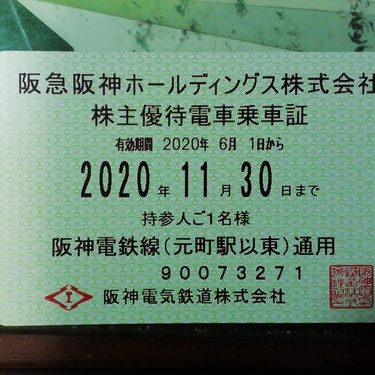 阪急阪神ホールディングス株式会社
株主優待電車乗車証
有効期間 2020年 6月 1日から
2020年11月30日まで
持参人ご1名様
阪神電鉄線(元町駅以東)通用
90073271
阪神電気鉄道株式会社